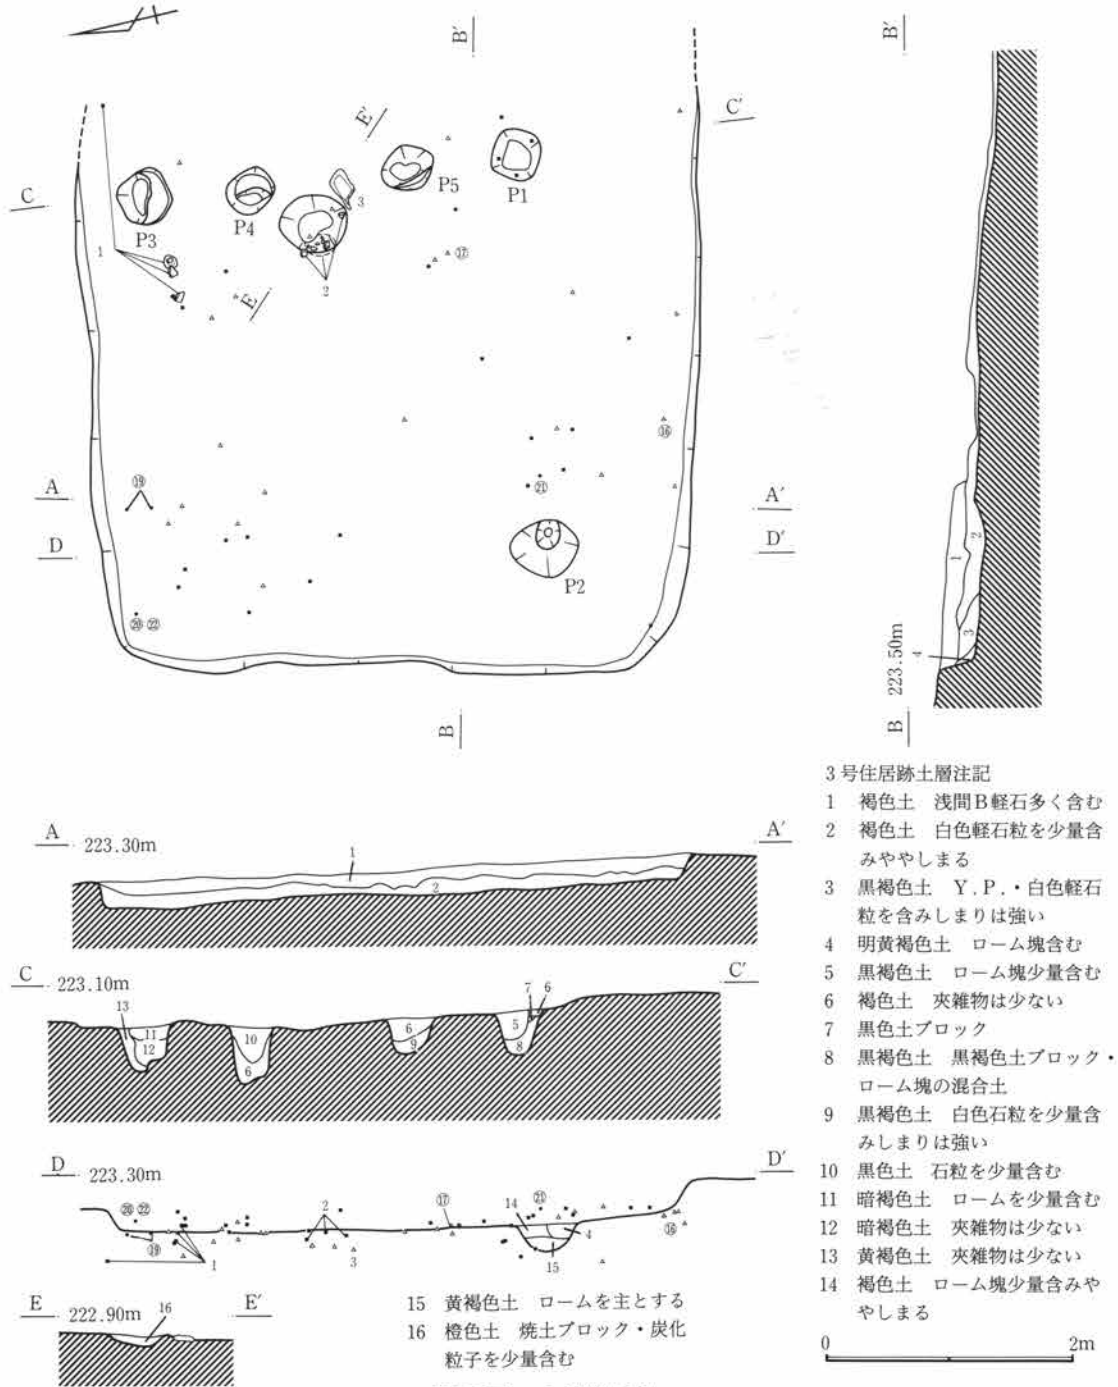 B′
B′
E′
C′
C
P3
P4
P5
P1
3
1
2
⑰
E
⑯
⑲
A
㉑
A′
D
D′
P2
⑳ ㉒
1
2
3
4
223.50m
B
B
A 223.30m
A′
1
2
C 223.10m
C′
13
11
12
10
6
6
9
7
6
5
8
D 223.30m
D′
⑳ ㉒
⑲
1
2
3
⑰
14
㉑
4
15
⑯
E 222.90m
16
E′
3号住居跡土層注記
1 褐色土 浅間B軽石多く含む
2 褐色土 白色軽石粒を少量含
みややしまる
3 黒褐色土 Y.P.・白色軽石
粒を含みしまりは強い
4 明黄褐色土 ローム塊含む
5 黒褐色土 ローム塊少量含む
6 褐色土 夾雑物は少ない
7 黒色土ブロック
8 黒褐色土 黒褐色土ブロック・
ローム塊の混合土
9 黒褐色土 白色石粒を少量含
みしまりは強い
10 黒色土 石粒を少量含む
11 暗褐色土 ロームを少量含む
12 暗褐色土 夾雑物は少ない
13 黄褐色土 夾雑物は少ない
14 褐色土 ローム塊少量含みや
やしまる
15 黄褐色土 ロームを主とする
16 橙色土 焼土ブロック・炭化
粒子を少量含む
0 2m